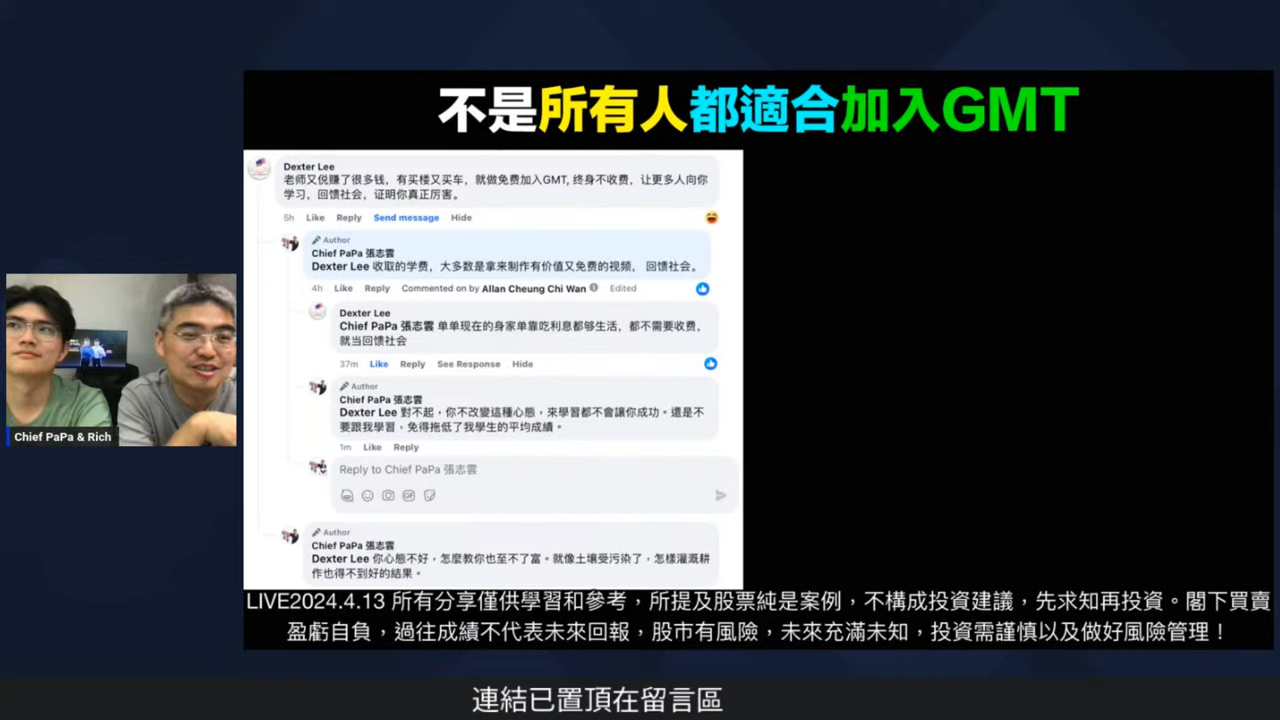 不是所有人都適合加入GMT
Dexter Lee
老师又说赚了很多钱，有买楼又买车，就做免费加入GMT, 终身不收费，让更多人向你
学习，回馈社会，证明你真正厉害。
5h Like Reply Send message Hide
Author
Chief PaPa 張志雲
Dexter Lee 收取的学费，大多数是拿来制作有价值又免费的视频， 回馈社会。
4h Like Reply Commented on by Allan Cheung Chi Wan Edited
Dexter Lee
Chief PaPa 張志雲 单单现在的身家单靠吃利息都够生活，都不需要收费，
就当回馈社会
37m Like Reply See Response Hide
Author
Chief PaPa 張志雲
Dexter Lee 對不起，你不改變這種心態，來學習都不會讓你成功。還是不
要跟我學習，免得拖低了我學生的平均成績。
1m Like Reply
Reply to Chief PaPa 張志雲
GIF
Author
Chief PaPa 張志雲
Dexter Lee 你心態不好，怎麼教你也至不了富。就像土壤受污染了，怎樣灌溉耕
作也得不到好的結果。
Chief PaPa & Rich
LIVE2024.4.13 所有分享僅供學習和參考，所提及股票純是案例，不構成投資建議，先求知再投資。閣下買賣
盈虧自負，過往成績不代表未來回報，股市有風險，未來充滿未知，投資需謹慎以及做好風險管理！
連結已置頂在留言區